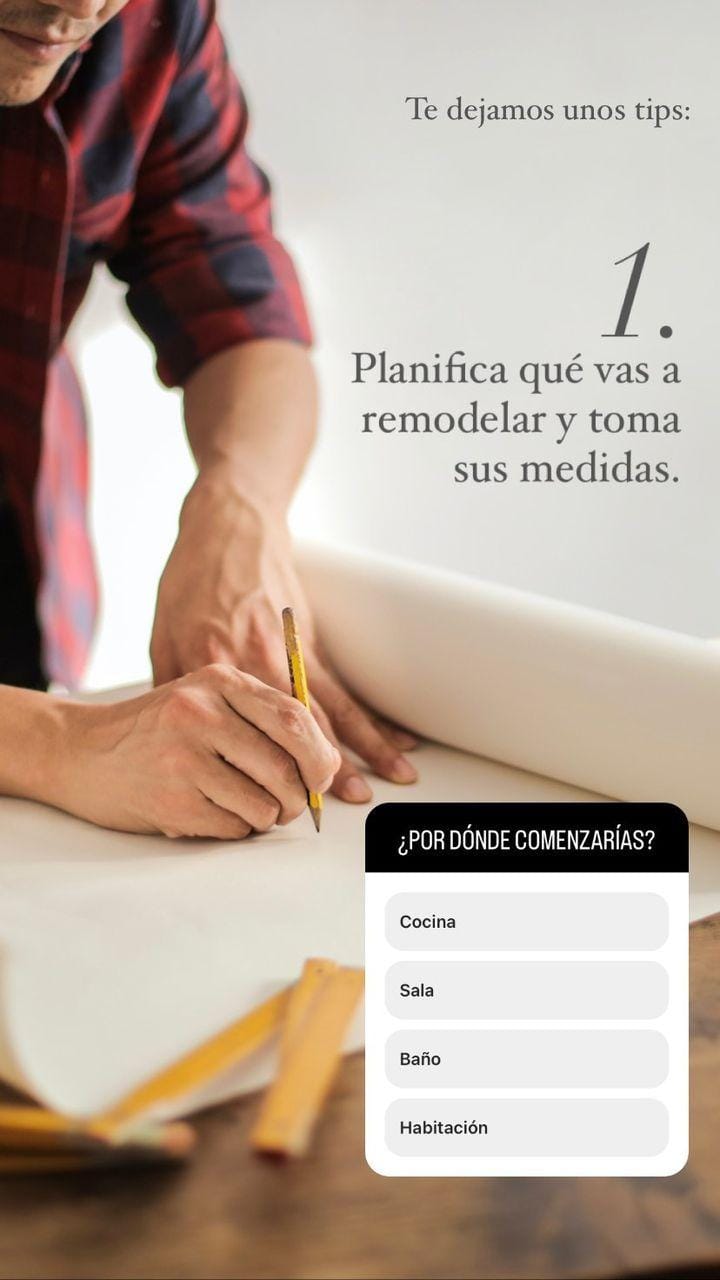 Te dejamos unos tips:
1.
Planifica qué vas a
remodelar y toma
sus medidas.
¿POR DÓNDE COMENZARÍAS?
Cocina
Sala
Baño
Habitación